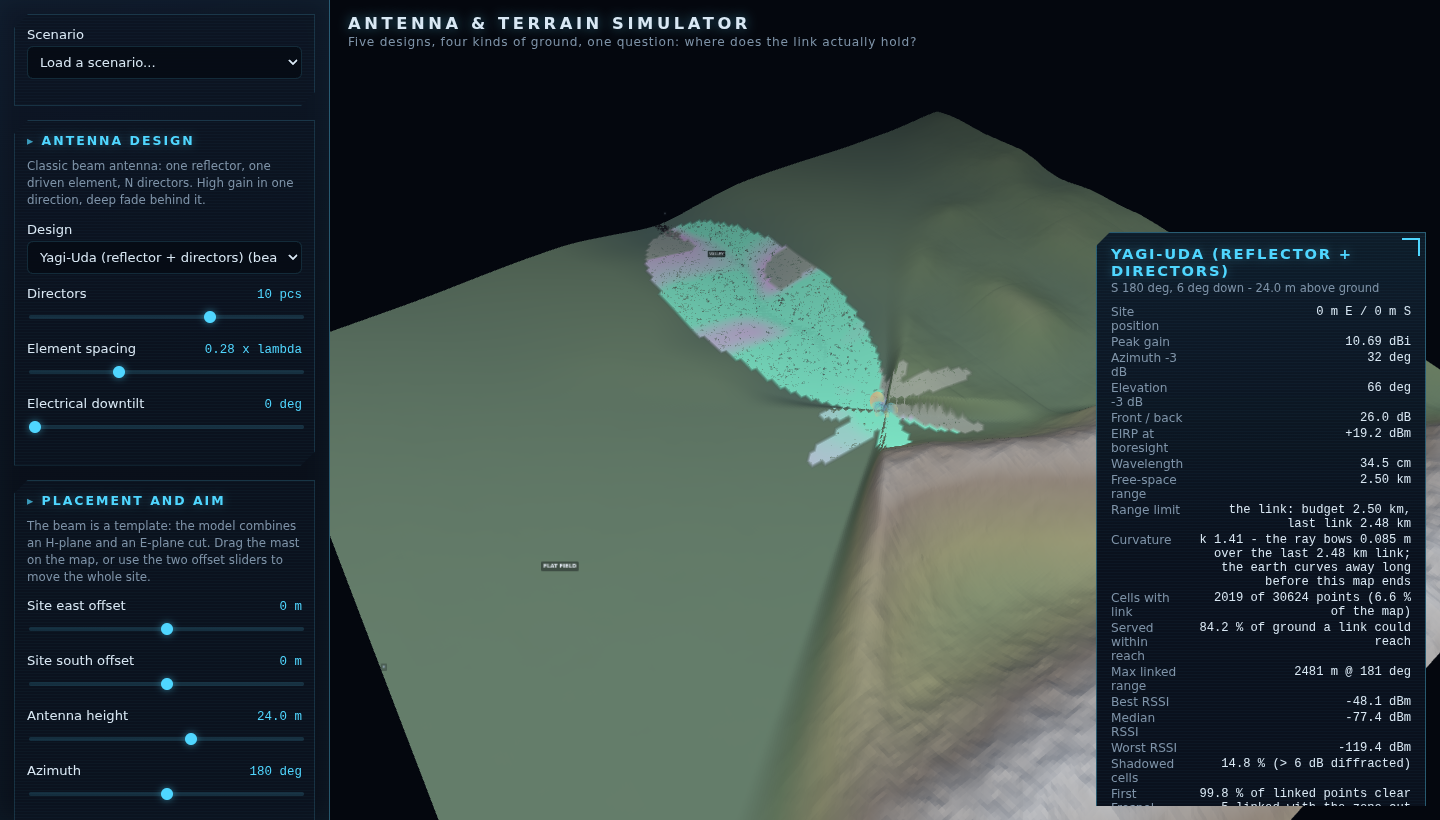 Scenario
Load a scenario...
▸ ANTENNA DESIGN
Classic beam antenna: one reflector, one
driven element, N directors. High gain in one
direction, deep fade behind it.
Design
Yagi-Uda (reflector + directors) (bea
Directors 10 pcs
Element spacing 0.28 x lambda
Electrical downtilt 0 deg
▸ PLACEMENT AND AIM
The beam is a template: the model combines
an H-plane and an E-plane cut. Drag the mast
on the map, or use the two offset sliders to
move the whole site.
Site east offset 0 m
Site south offset 0 m
Antenna height 24.0 m
Azimuth 180 deg
ANTENNA & TERRAIN SIMULATOR
Five designs, four kinds of ground, one question: where does the link actually hold?
FLAT FIELD
YAGI-UDA (REFLECTOR +
DIRECTORS)
S 180 deg, 6 deg down - 24.0 m above ground
Site 0 m E / 0 m S
position
Peak gain 10.69 dBi
Azimuth -3 32 deg
dB
Elevation 66 deg
-3 dB
Front / back 26.0 dB
EIRP at +19.2 dBm
boresight
Wavelength 34.5 cm
Free-space 2.50 km
range
Range limit the link: budget 2.50 km,
last link 2.48 km
Curvature k 1.41 - the ray bows 0.085 m
over the last 2.48 km link;
the earth curves away long
before this map ends
Cells with 2019 of 30624 points (6.6 %
link of the map)
Served 84.2 % of ground a link could
within reach
reach
Max linked 2481 m @ 181 deg
range
Best RSSI -48.1 dBm
Median -77.4 dBm
RSSI
Worst RSSI -119.4 dBm
Shadowed 14.8 % (> 6 dB diffracted)
cells
First 99.8 % of linked points clear